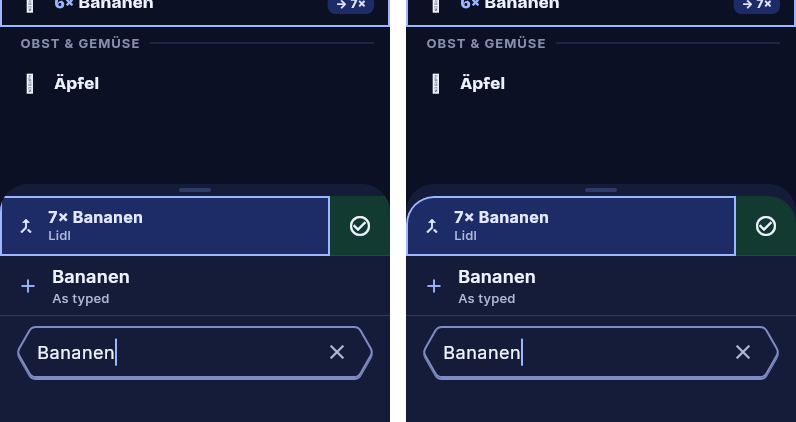 6× Bananen
→ 7×
OBST & GEMÜSE
Äpfel
7× Bananen
Lidl
Bananen
As typed
Bananen
6× Bananen
→ 7×
OBST & GEMÜSE
Äpfel
7× Bananen
Lidl
Bananen
As typed
Bananen